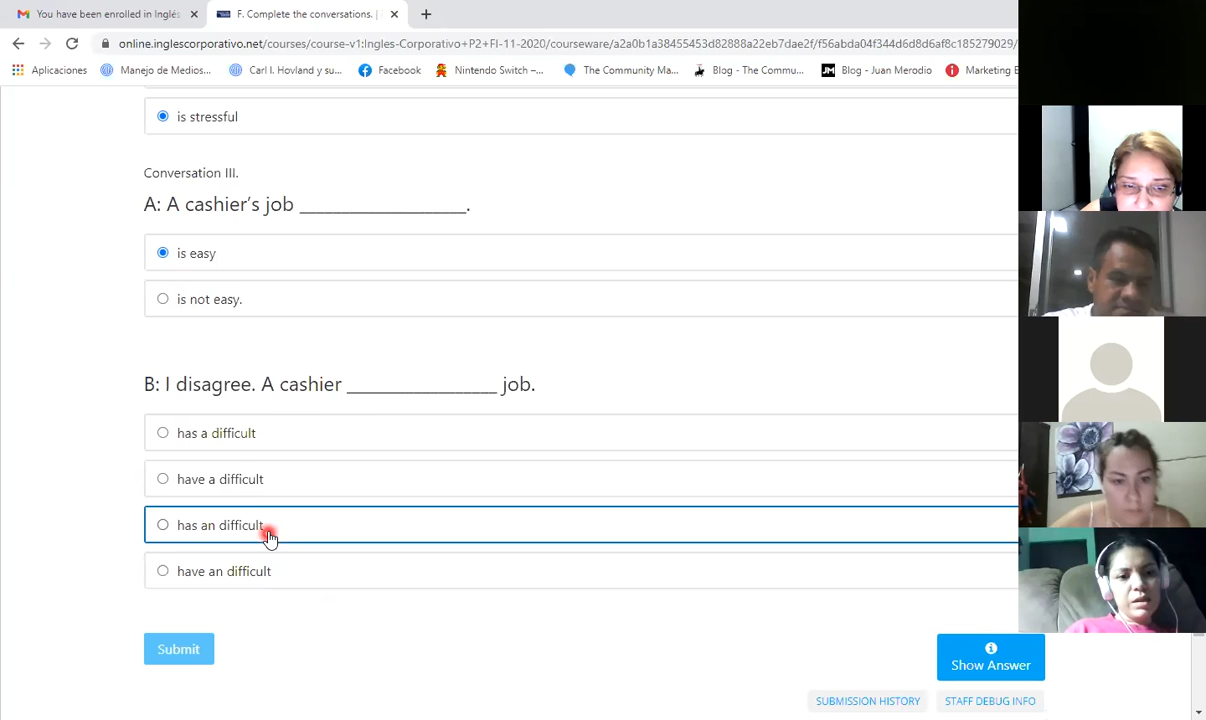 You have been enrolled in Inglés
F. Complete the conversations. |
online.inglescorporativo.net/courses/course-v1:Ingles-Corporativo+P2+FI-11-2020/courseware/a2a0b1a38455453d82888a22eb7dae2f/f56abda04f344d6d8d6af8c185279029/
Aplicaciones Manejo de Medios... Carl I. Hovland y su... Facebook Nintendo Switch –... The Community Ma... Blog - The Commu... Blog - Juan Merodio Marketing E
is stressful
Conversation III.
A: A cashier’s job ___________________.
is easy
is not easy.
B: I disagree. A cashier _________________ job.
has a difficult
have a difficult
has an difficult
have an difficult
Submit
Show Answer
SUBMISSION HISTORY STAFF DEBUG INFO